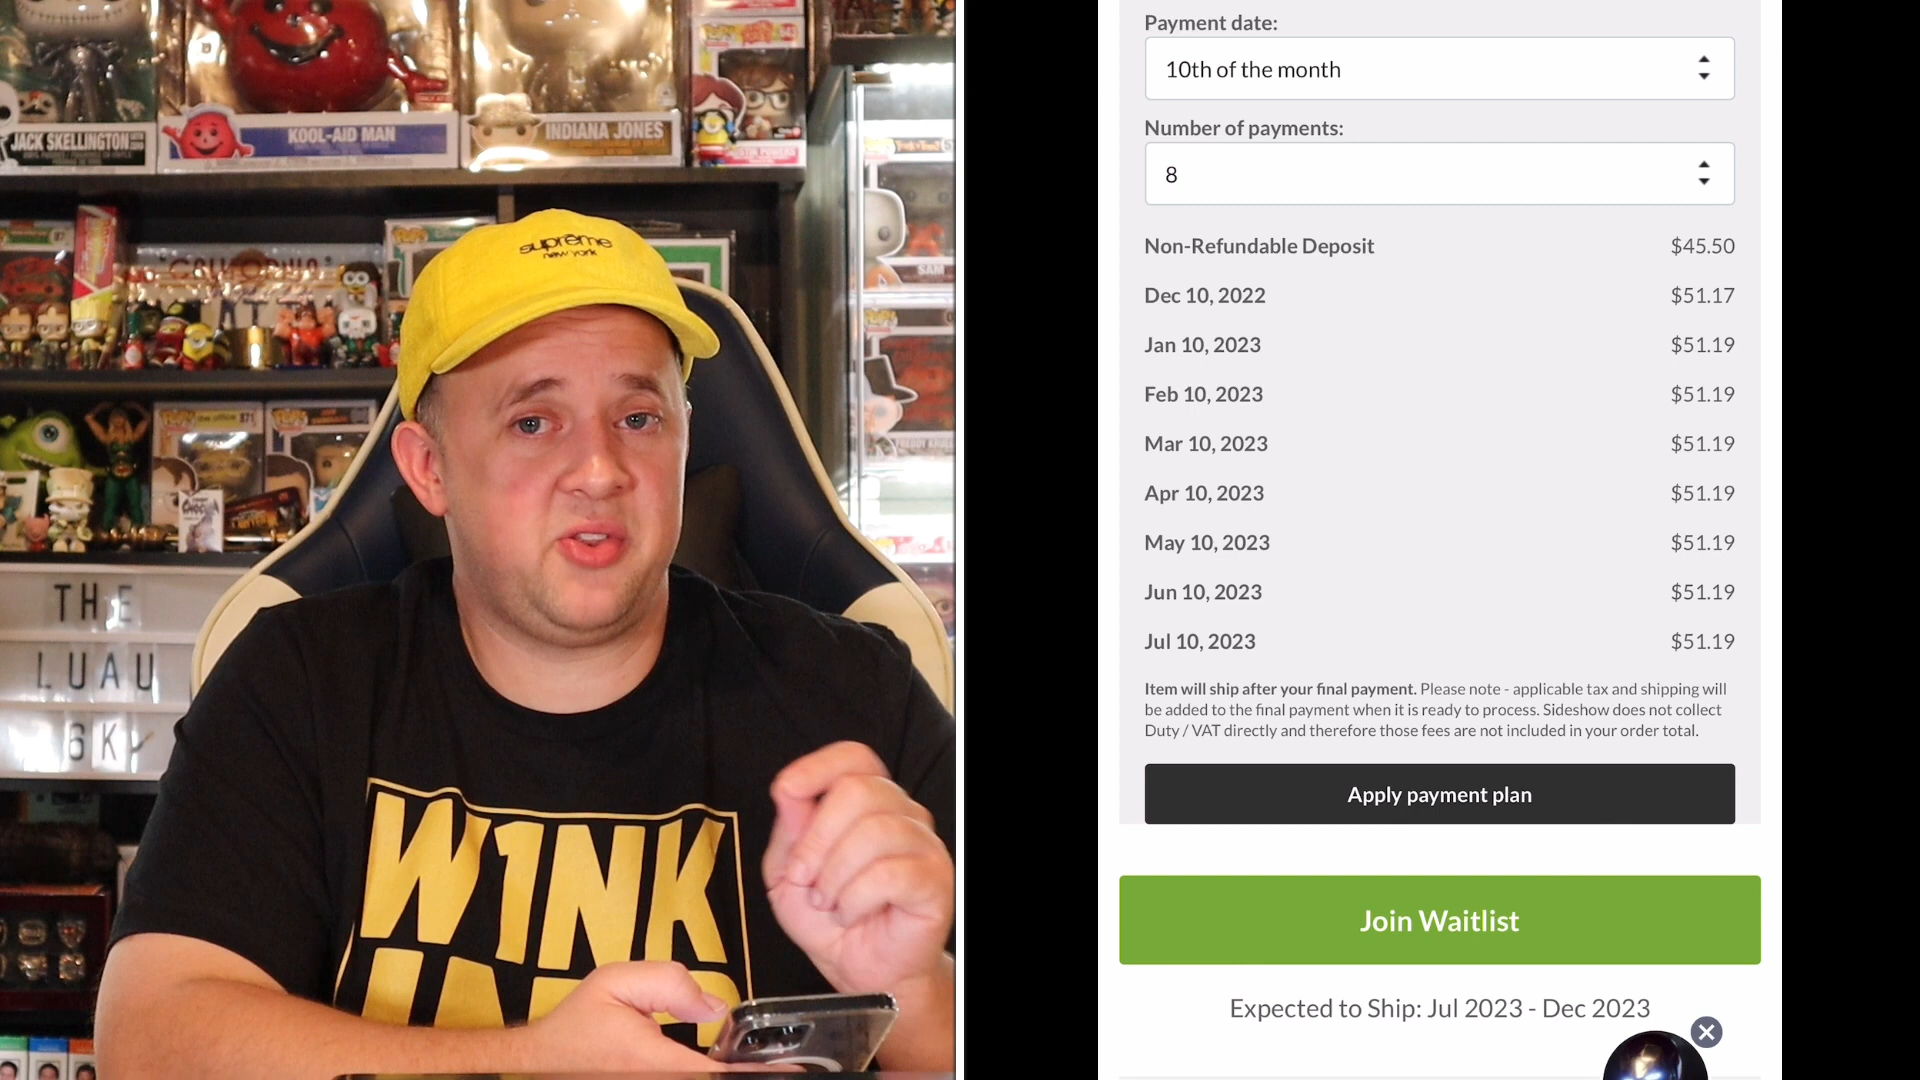 JACK SKELLINGTON
KOOL-AID MAN
INDIANA JONES
suprême
new york
SAM
FREDDY KRUEGER
THE
LUAU
GK
W1NK
Payment date:
10th of the month
Number of payments:
8
Non-Refundable Deposit $45.50
Dec 10, 2022 $51.17
Jan 10, 2023 $51.19
Feb 10, 2023 $51.19
Mar 10, 2023 $51.19
Apr 10, 2023 $51.19
May 10, 2023 $51.19
Jun 10, 2023 $51.19
Jul 10, 2023 $51.19
Item will ship after your final payment. Please note - applicable tax and shipping will
be added to the final payment when it is ready to process. Sideshow does not collect
Duty / VAT directly and therefore those fees are not included in your order total.
Apply payment plan
Join Waitlist
Expected to Ship: Jul 2023 - Dec 2023